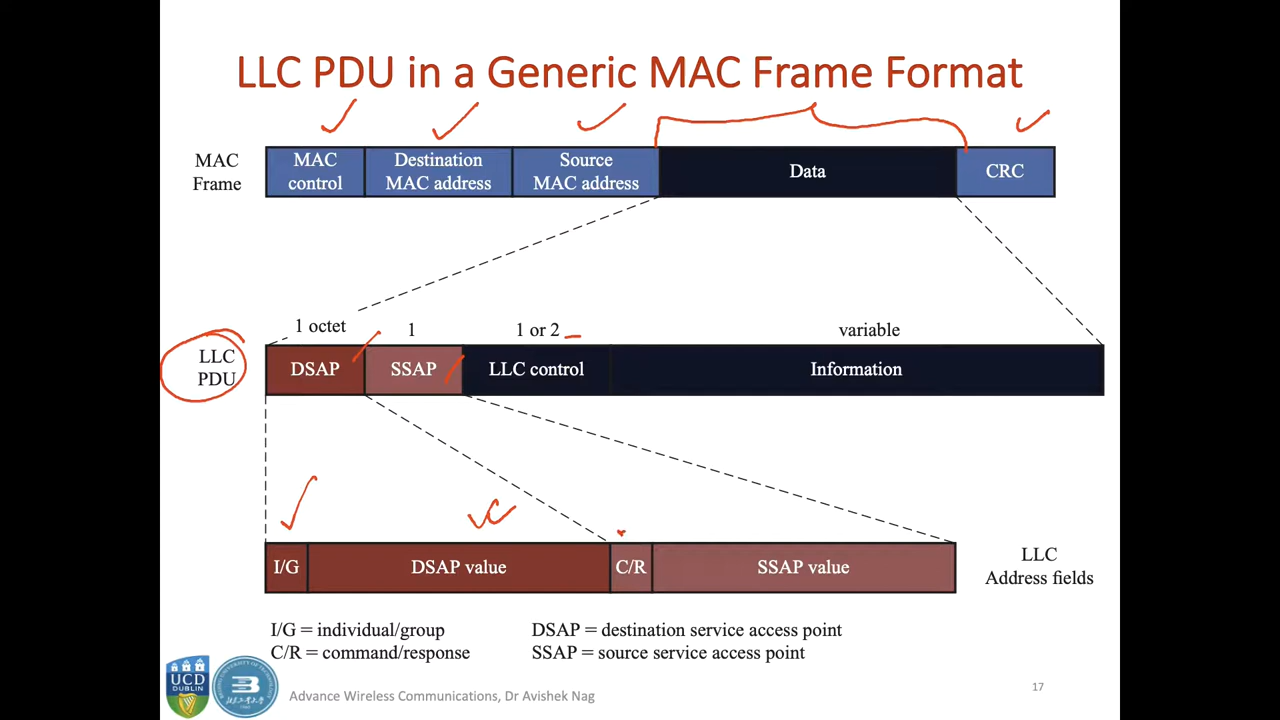 LLC PDU in a Generic MAC Frame Format
MAC
Frame
MAC
control
Destination
MAC address
Source
MAC address
Data
CRC
1 octet
1
1 or 2
variable
LLC
PDU
DSAP
SSAP
LLC control
Information
I/G
DSAP value
C/R
SSAP value
LLC
Address fields
I/G = individual/group
C/R = command/response
DSAP = destination service access point
SSAP = source service access point
UCD
DUBLIN
Advance Wireless Communications, Dr Avishek Nag
17